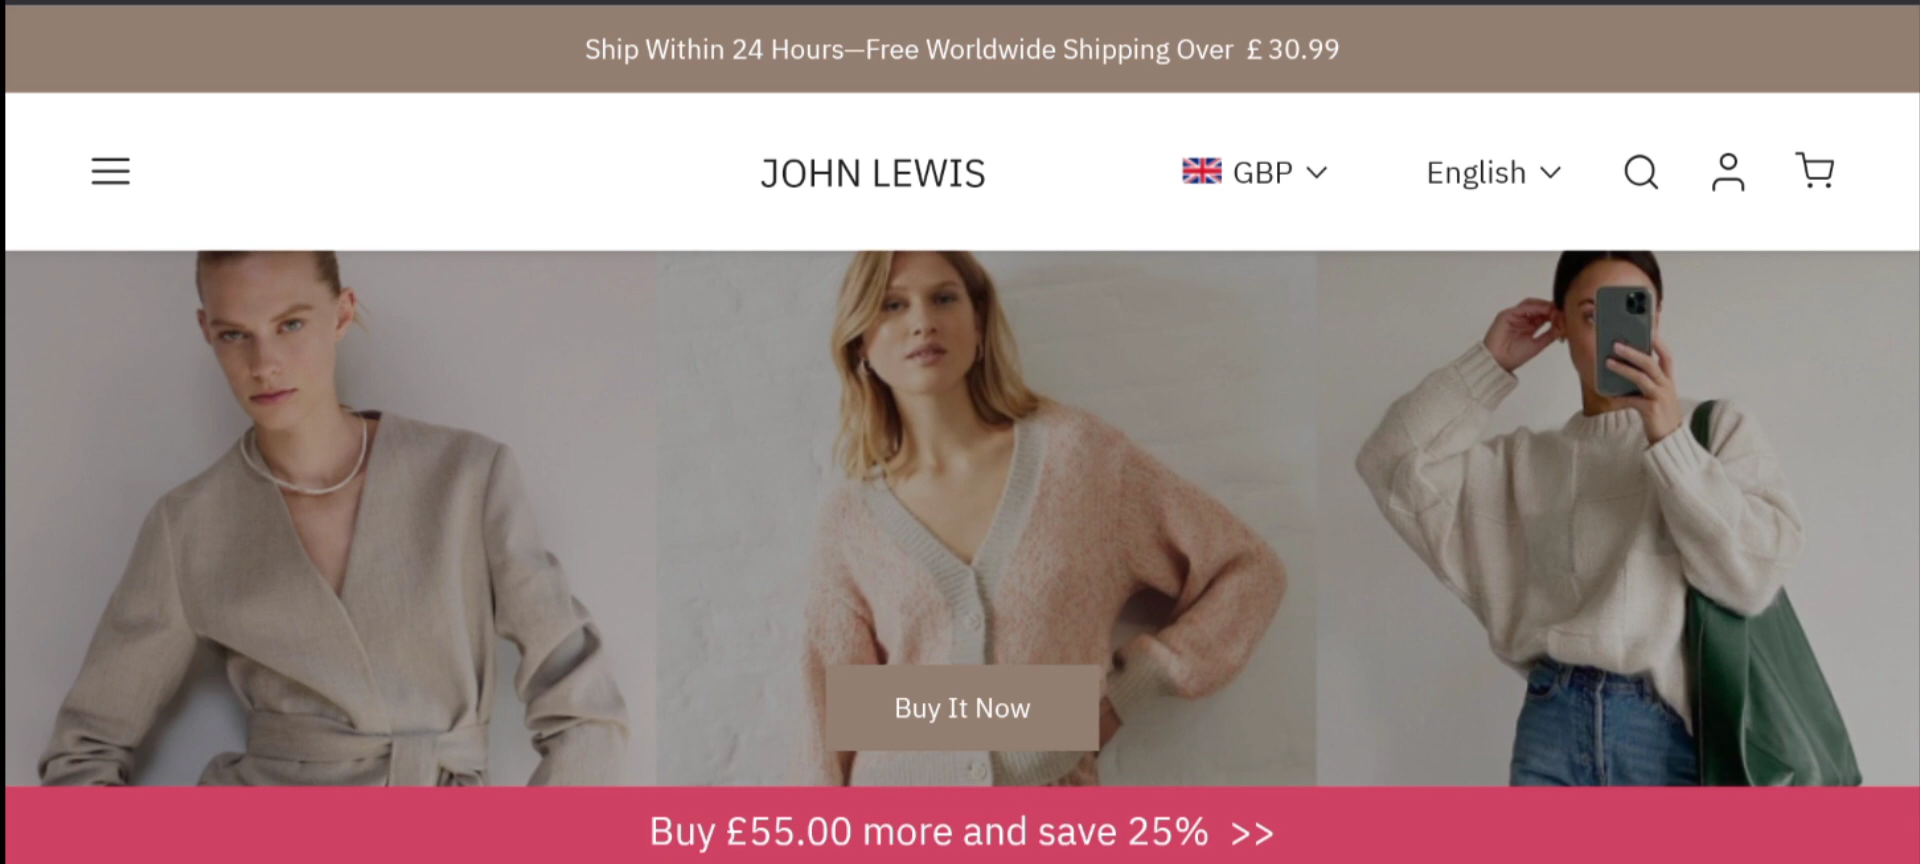 Ship Within 24 Hours—Free Worldwide Shipping Over £ 30.99
JOHN LEWIS
GBP
English
Buy It Now
Buy £55.00 more and save 25% >>